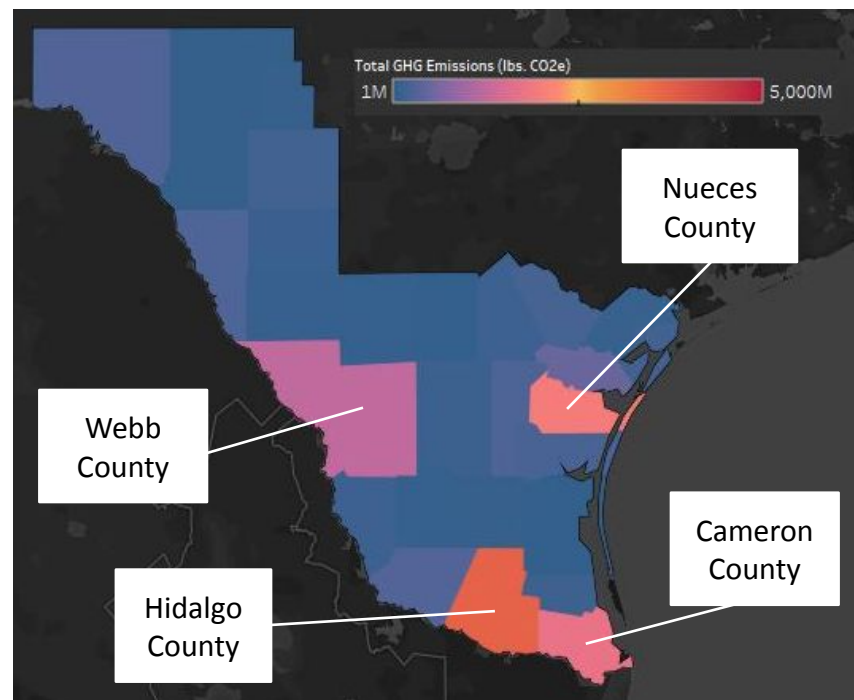 Total GHG Emissions (lbs. CO2e)
1M 5,000M
Nueces
County
Webb
County
Cameron
County
Hidalgo
County